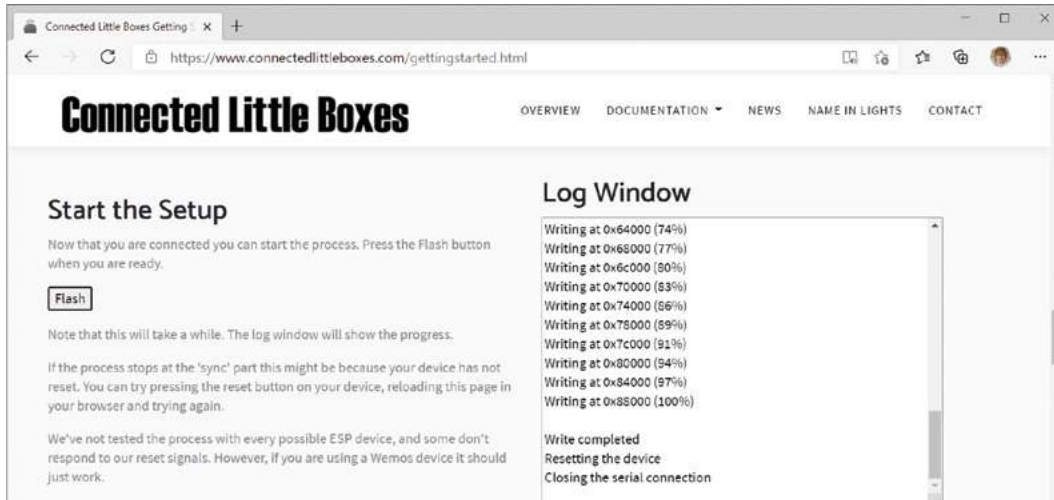 Connected Little Boxes Getting S
https://www.connectedlittleboxes.com/gettingstarted.html
Connected Little Boxes
OVERVIEW DOCUMENTATION NEWS NAME IN LIGHTS CONTACT
Start the Setup
Now that you are connected you can start the process. Press the Flash button
when you are ready.
Flash
Note that this will take a while. The log window will show the progress.
If the process stops at the 'sync' part this might be because your device has not
reset. You can try pressing the reset button on your device, reloading this page in
your browser and trying again.
We've not tested the process with every possible ESP device, and some don't
respond to our reset signals. However, if you are using a Wemos device it should
just work.
Log Window
Writing at 0x64000 (74%)
Writing at 0x68000 (77%)
Writing at 0x6c000 (80%)
Writing at 0x70000 (83%)
Writing at 0x74000 (86%)
Writing at 0x78000 (89%)
Writing at 0x7c000 (91%)
Writing at 0x80000 (94%)
Writing at 0x84000 (97%)
Writing at 0x88000 (100%)
Write completed
Resetting the device
Closing the serial connection